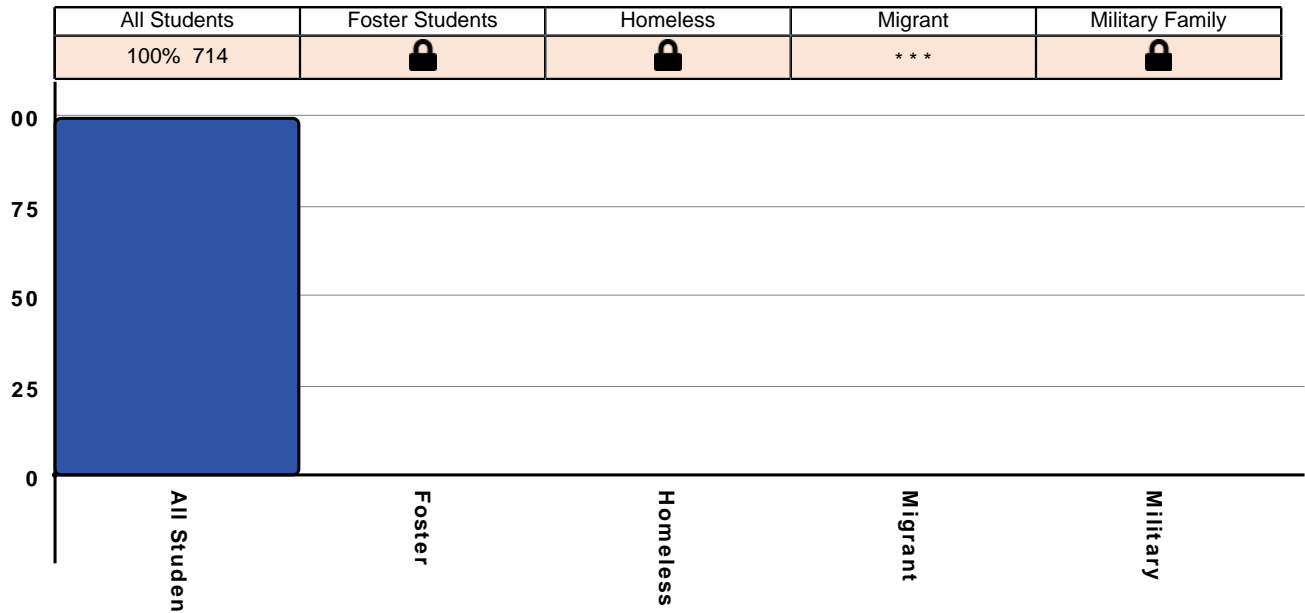 All Students Foster Students Homeless Migrant Military Family
100% 714 * * *
00
75
50
25
0
All Studen
Foster
Homeless
Migrant
Military